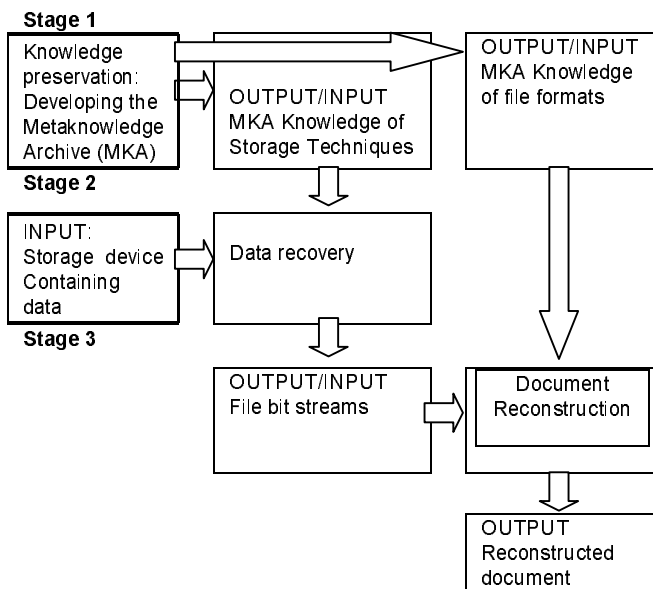 Stage 1
Knowledge
preservation:
Developing the
Metaknowledge
Archive (MKA)
OUTPUT/INPUT
MKA Knowledge of
Storage Techniques
OUTPUT/INPUT
MKA Knowledge
of file formats
Stage 2
INPUT:
Storage device
Containing
data
Data recovery
Stage 3
OUTPUT/INPUT
File bit streams
Document
Reconstruction
OUTPUT
Reconstructed
document